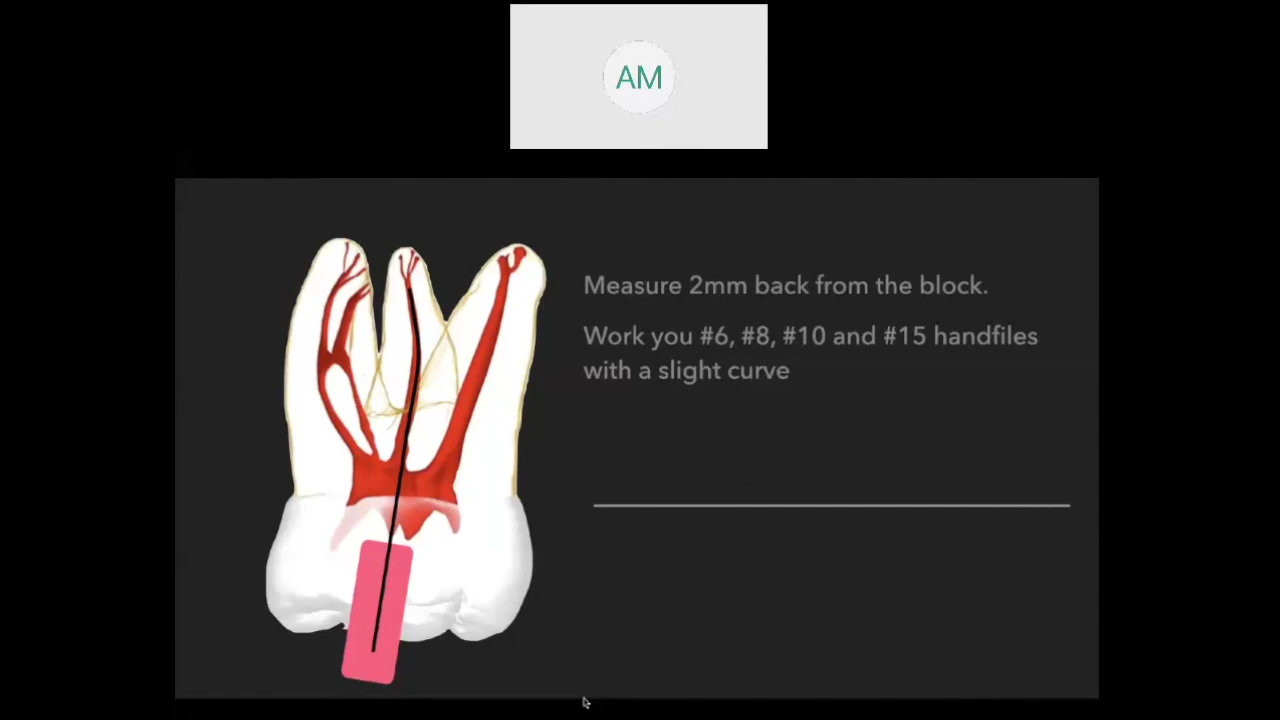 AM
Measure 2mm back from the block.
Work you #6, #8, #10 and #15 handfiles
with a slight curve